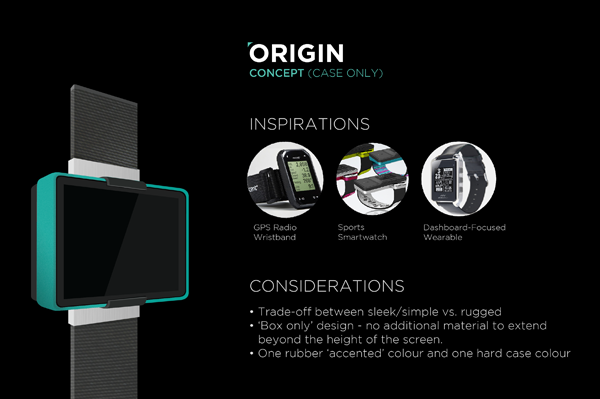 ORIGIN
CONCEPT (CASE ONLY)
INSPIRATIONS
GPS Radio
Wristband
Sports
Smartwatch
Dashboard-Focused
Wearable
CONSIDERATIONS
• Trade-off between sleek/simple vs. rugged
• ‘Box only’ design - no additional material to extend
beyond the height of the screen.
• One rubber ‘accented’ colour and one hard case colour